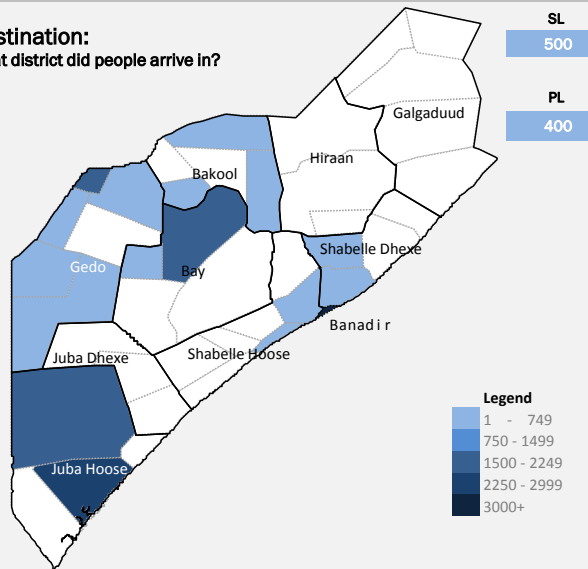 stination:
at district did people arrive in?
SL
500
PL
400
Galgaduud
Hiraan
Bakool
Shabelle Dhexe
Gedo
Bay
Banadir
Juba Dhexe
Shabelle Hoose
Juba Hoose
Legend
1 - 749
750 - 1499
1500 - 2249
2250 - 2999
3000+